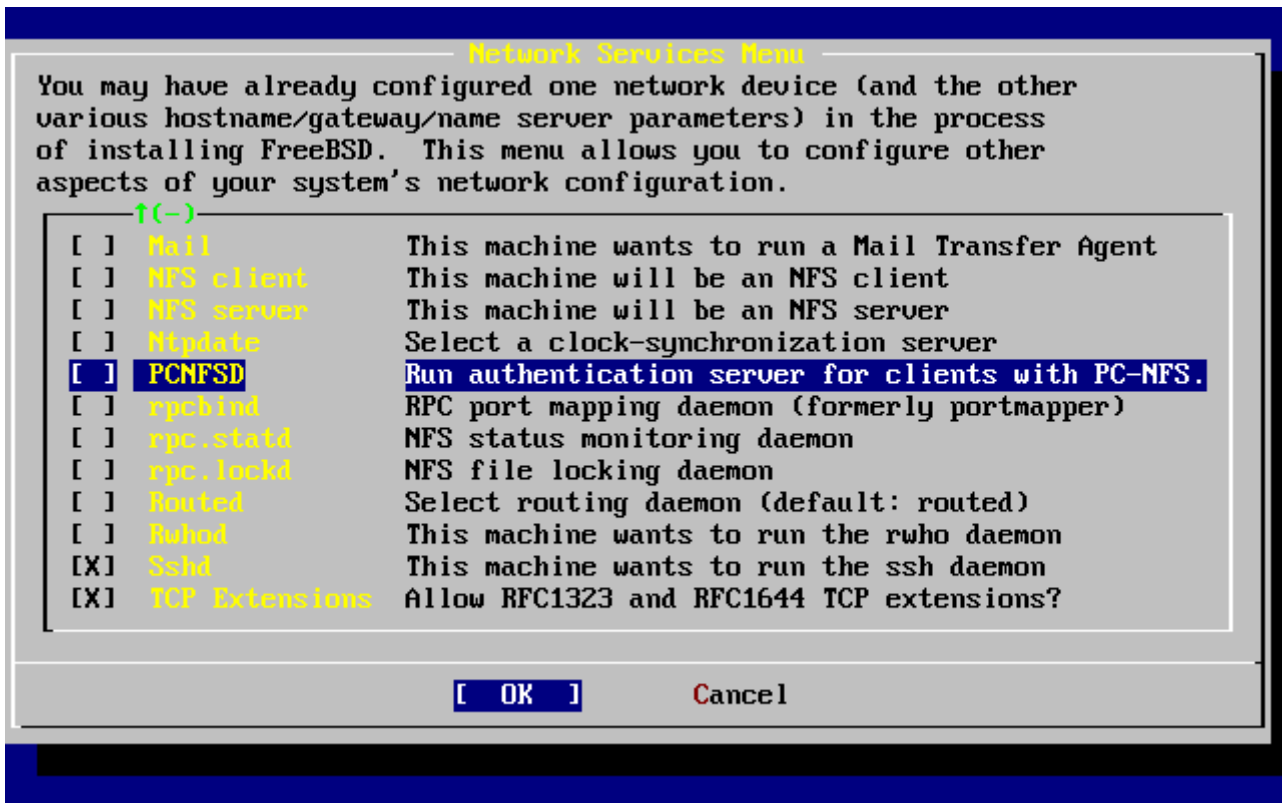 Network Services Menu
You may have already configured one network device (and the other
various hostname/gateway/name server parameters) in the process
of installing FreeBSD.  This menu allows you to configure other
aspects of your system's network configuration.
↑(-)
[ ] Mail This machine wants to run a Mail Transfer Agent
[ ] NFS client This machine will be an NFS client
[ ] NFS server This machine will be an NFS server
[ ] Ntpdate Select a clock-synchronization server
[ ] PCNFSD Run authentication server for clients with PC-NFS.
[ ] rpcbind RPC port mapping daemon (formerly portmapper)
[ ] rpc.statd NFS status monitoring daemon
[ ] rpc.lockd NFS file locking daemon
[ ] Routed Select routing daemon (default: routed)
[ ] Rwhod This machine wants to run the rwho daemon
[X] Sshd This machine wants to run the ssh daemon
[X] TCP Extensions Allow RFC1323 and RFC1644 TCP extensions?
[ OK ] Cancel